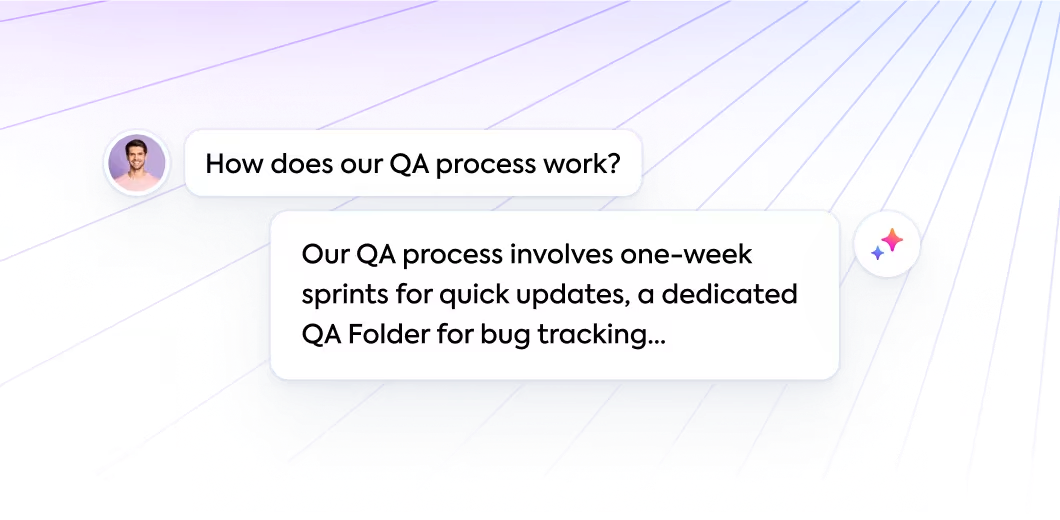 How does our QA process work?
Our QA process involves one-week
sprints for quick updates, a dedicated
QA Folder for bug tracking...